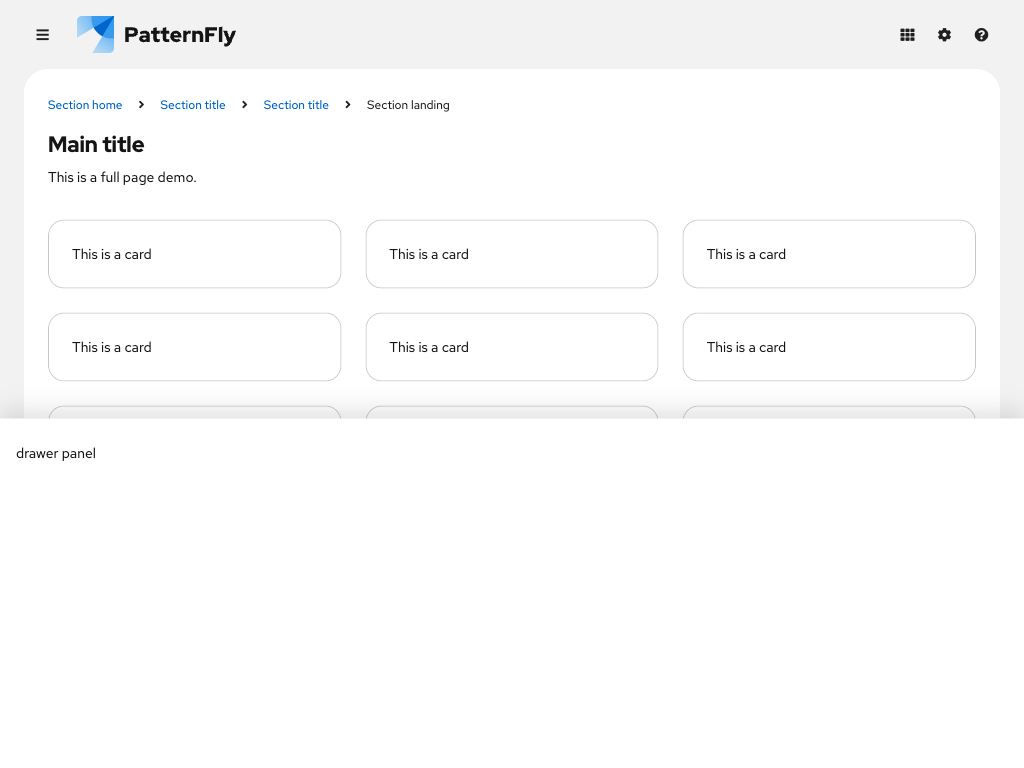 PatternFly
Section home Section title Section title Section landing
Main title
This is a full page demo.
This is a card This is a card This is a card
This is a card This is a card This is a card
drawer panel